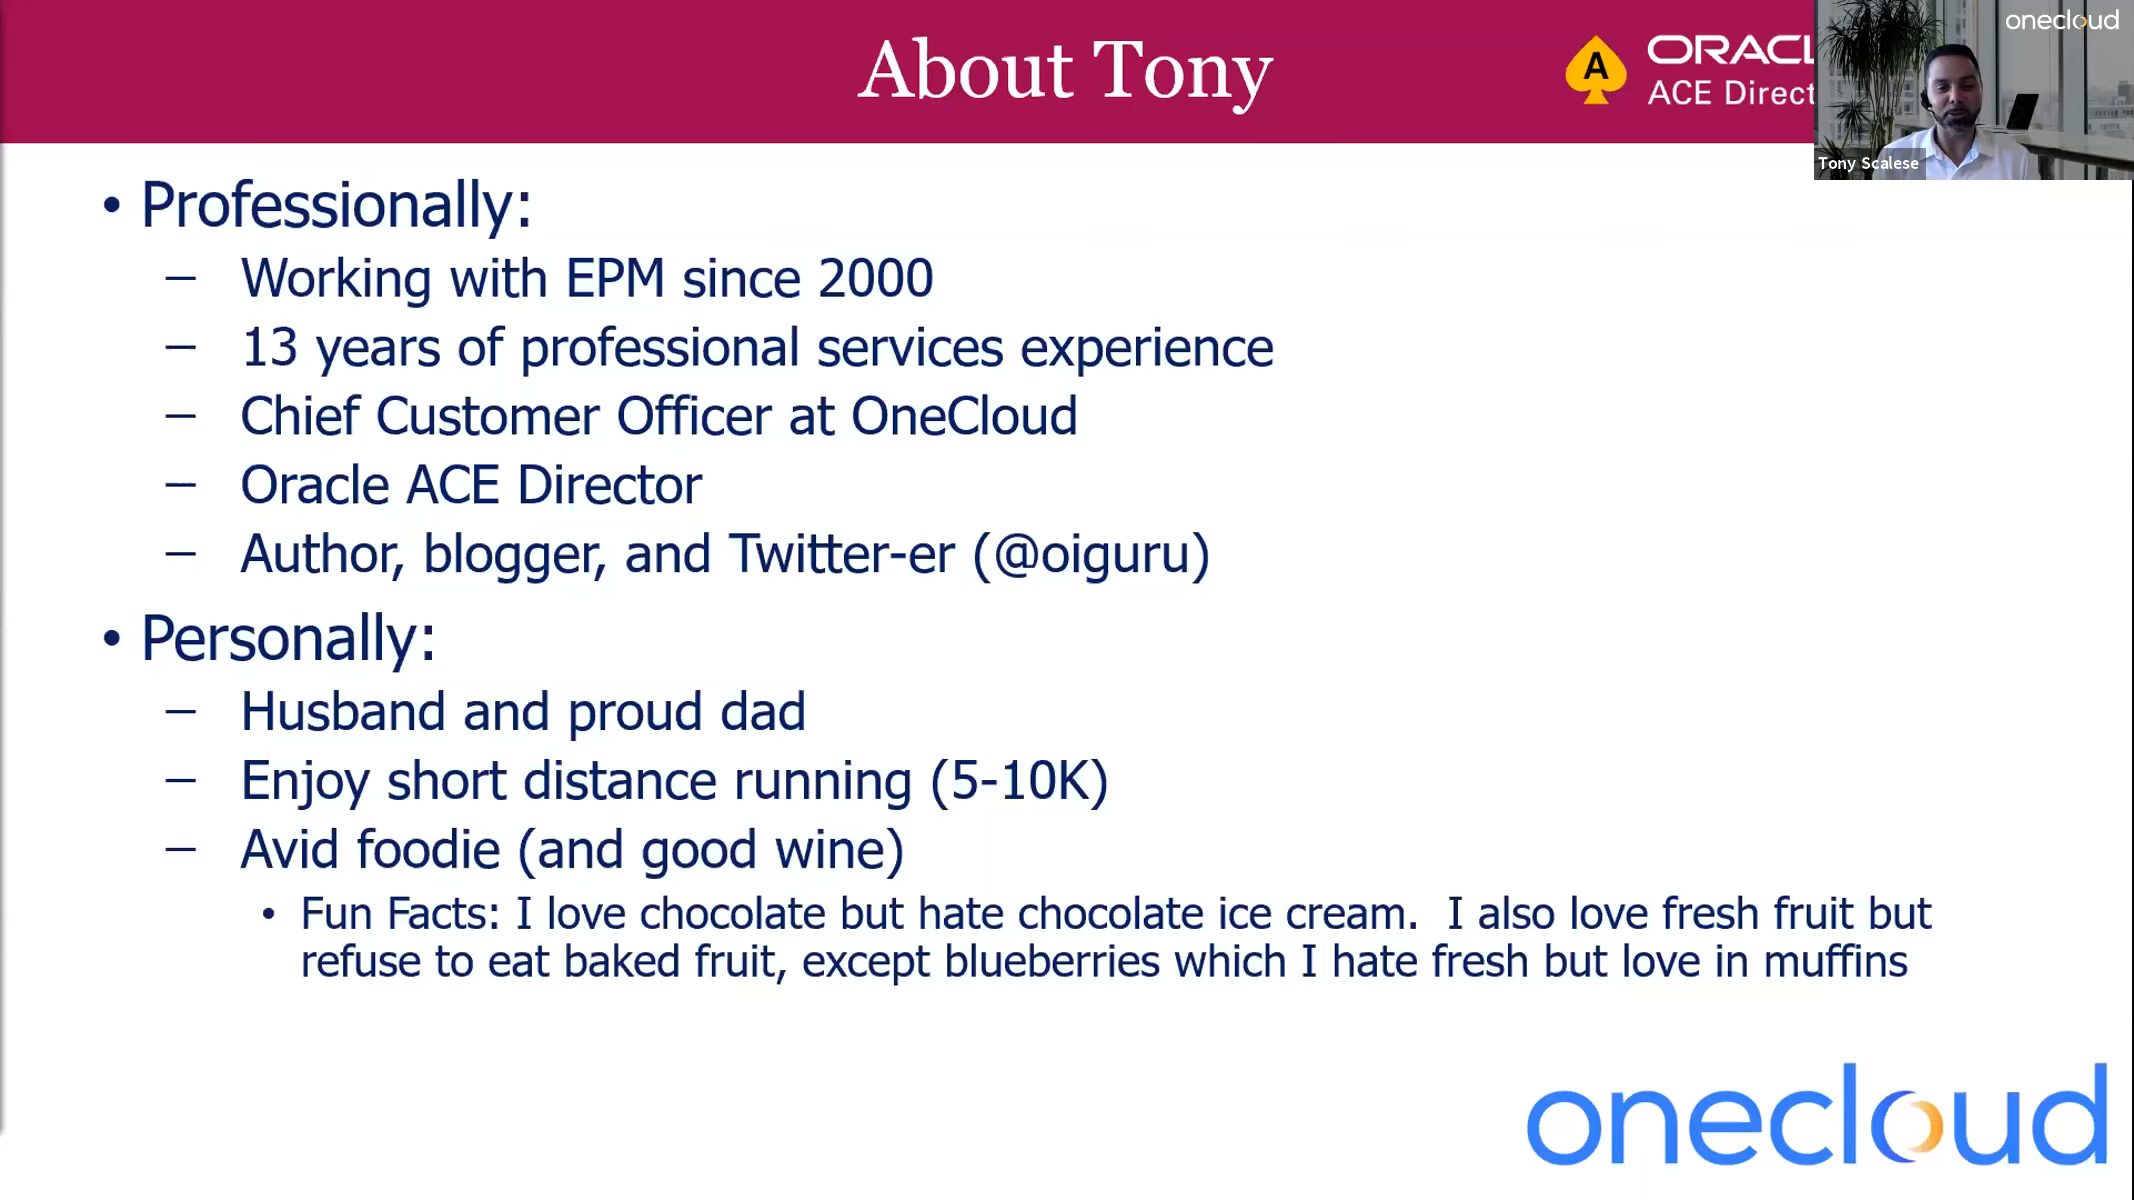 About Tony
A
ORACL
ACE Direct
onecloud
Tony Scalese
• Professionally:
– Working with EPM since 2000
– 13 years of professional services experience
– Chief Customer Officer at OneCloud
– Oracle ACE Director
– Author, blogger, and Twitter-er (@oiguru)
• Personally:
– Husband and proud dad
– Enjoy short distance running (5-10K)
– Avid foodie (and good wine)
• Fun Facts: I love chocolate but hate chocolate ice cream.  I also love fresh fruit but
refuse to eat baked fruit, except blueberries which I hate fresh but love in muffins
onecloud